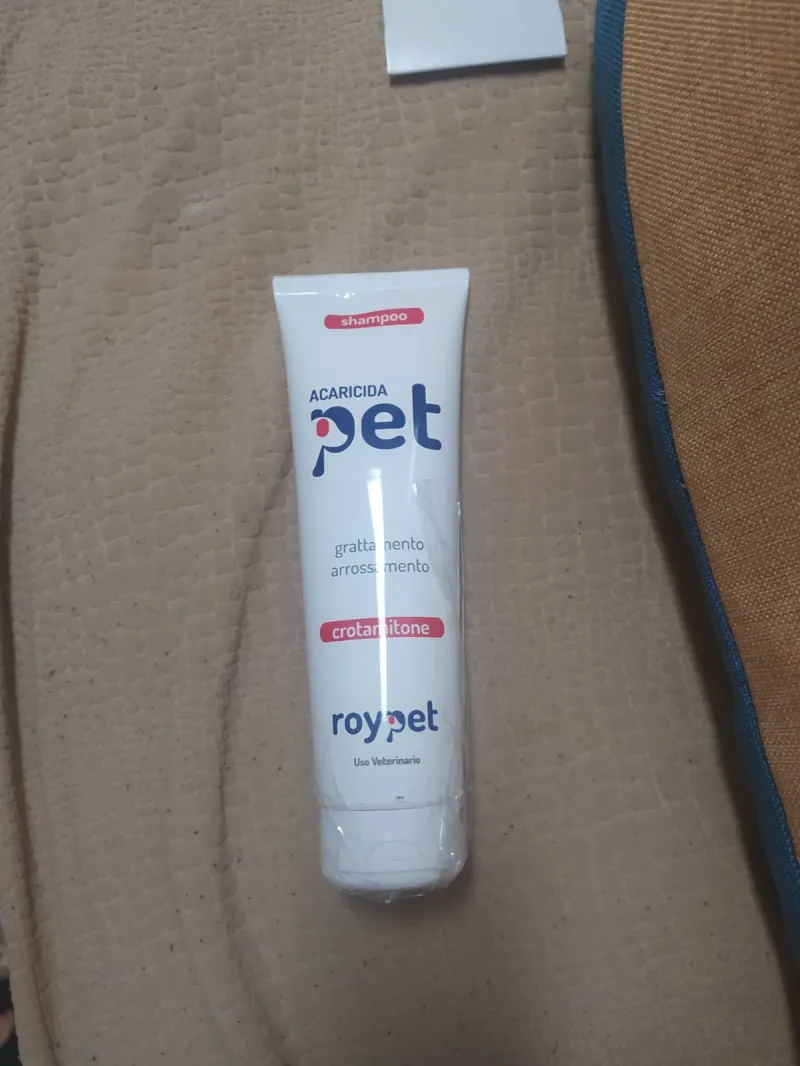 shampoo
ACARICIDA
pet
grattamento
arrossamento
crotamitone
roypet
Uso Veterinario